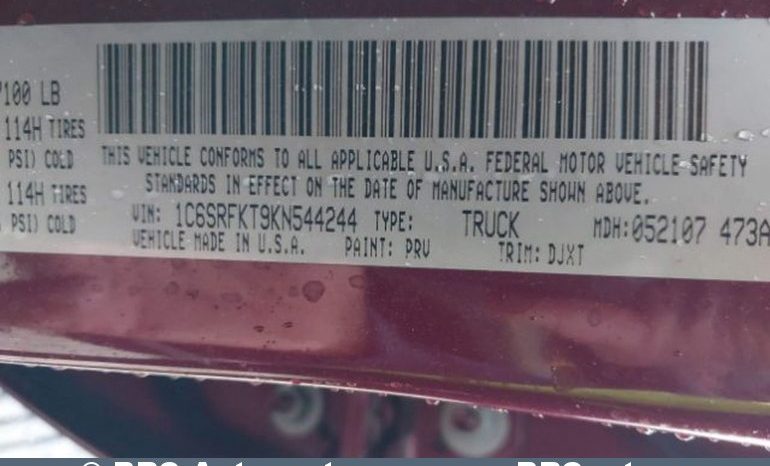 7100 LB
114H TIRES
PSI) COLD
114H TIRES
PSI) COLD
THIS VEHICLE CONFORMS TO ALL APPLICABLE U.S.A. FEDERAL MOTOR VEHICLE SAFETY
STANDARDS IN EFFECT ON THE DATE OF MANUFACTURE SHOWN ABOVE.
VIN: 1C6SRFKT9KN544244 TYPE: TRUCK MDH:052107 473A
VEHICLE MADE IN U.S.A. PAINT: PRV TRIM: DJXT